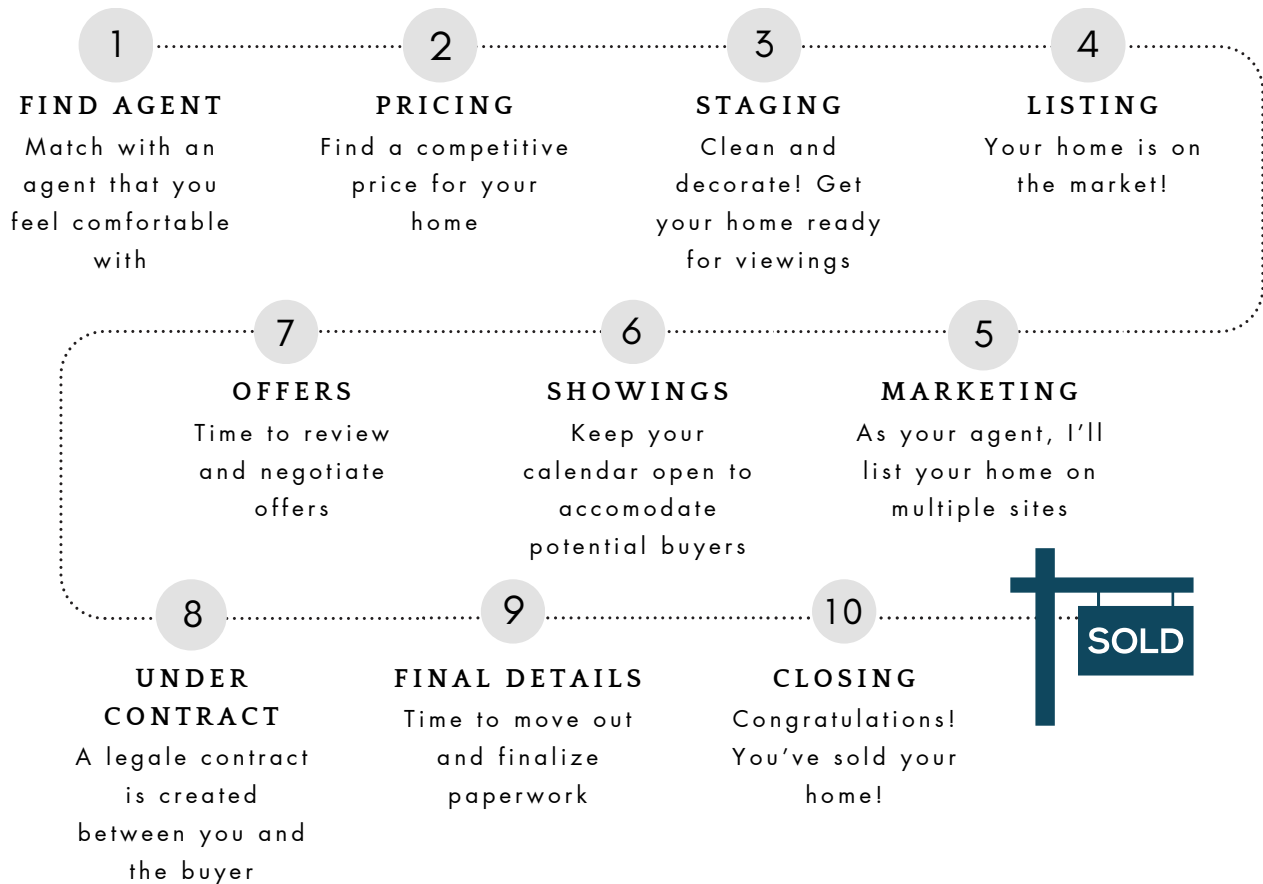 1
FIND AGENT
Match with an
agent that you
feel comfortable
with
2
PRICING
Find a competitive
price for your
home
3
STAGING
Clean and
decorate! Get
your home ready
for viewings
4
LISTING
Your home is on
the market!
5
MARKETING
As your agent, I'll
list your home on
multiple sites
6
SHOWINGS
Keep your
calendar open to
accomodate
potential buyers
7
OFFERS
Time to review
and negotiate
offers
8
UNDER
CONTRACT
A legale contract
is created
between you and
the buyer
9
FINAL DETAILS
Time to move out
and finalize
paperwork
10
CLOSING
Congratulations!
You've sold your
home!
SOLD